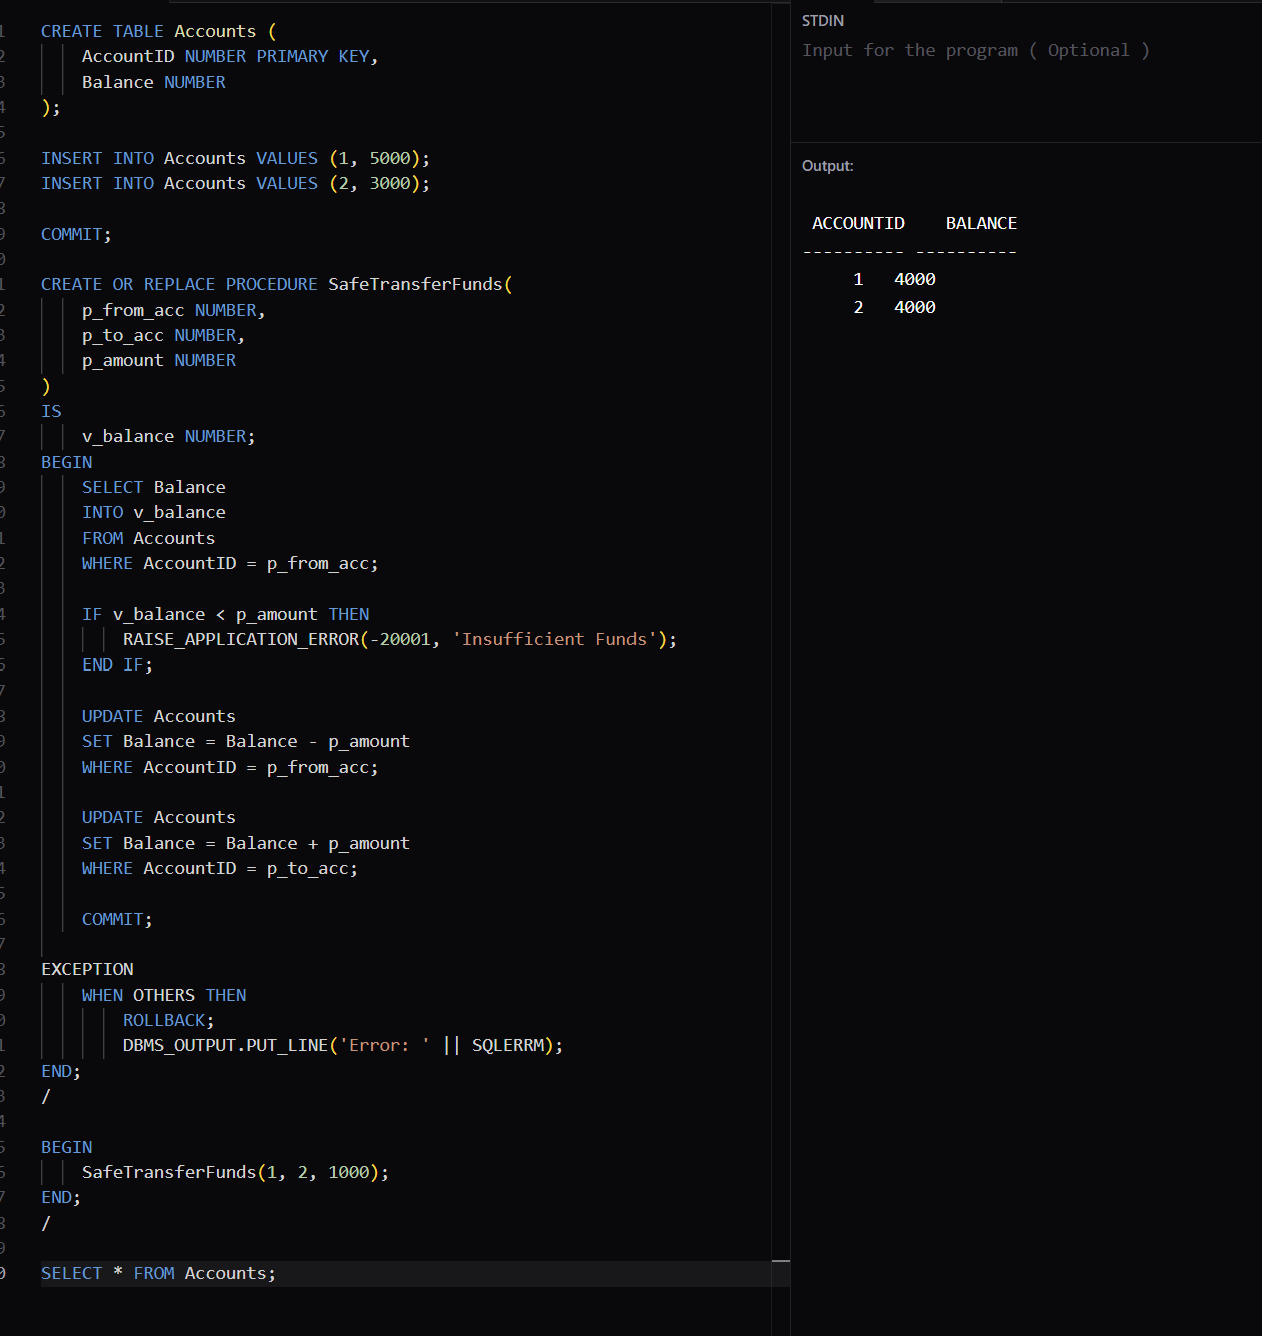 CREATE TABLE Accounts (
    AccountID NUMBER PRIMARY KEY,
    Balance NUMBER
);

INSERT INTO Accounts VALUES (1, 5000);
INSERT INTO Accounts VALUES (2, 3000);

COMMIT;

CREATE OR REPLACE PROCEDURE SafeTransferFunds(
    p_from_acc NUMBER,
    p_to_acc NUMBER,
    p_amount NUMBER
)
IS
    v_balance NUMBER;
BEGIN
    SELECT Balance
    INTO v_balance
    FROM Accounts
    WHERE AccountID = p_from_acc;

    IF v_balance < p_amount THEN
        RAISE_APPLICATION_ERROR(-20001, 'Insufficient Funds');
    END IF;

    UPDATE Accounts
    SET Balance = Balance - p_amount
    WHERE AccountID = p_from_acc;

    UPDATE Accounts
    SET Balance = Balance + p_amount
    WHERE AccountID = p_to_acc;

    COMMIT;

EXCEPTION
    WHEN OTHERS THEN
        ROLLBACK;
        DBMS_OUTPUT.PUT_LINE('Error: ' || SQLERRM);
END;
/

BEGIN
    SafeTransferFunds(1, 2, 1000);
END;
/

SELECT * FROM Accounts;
STDIN
Input for the program ( Optional )
Output:
 ACCOUNTID    BALANCE
---------- ----------
     1   4000
     2   4000